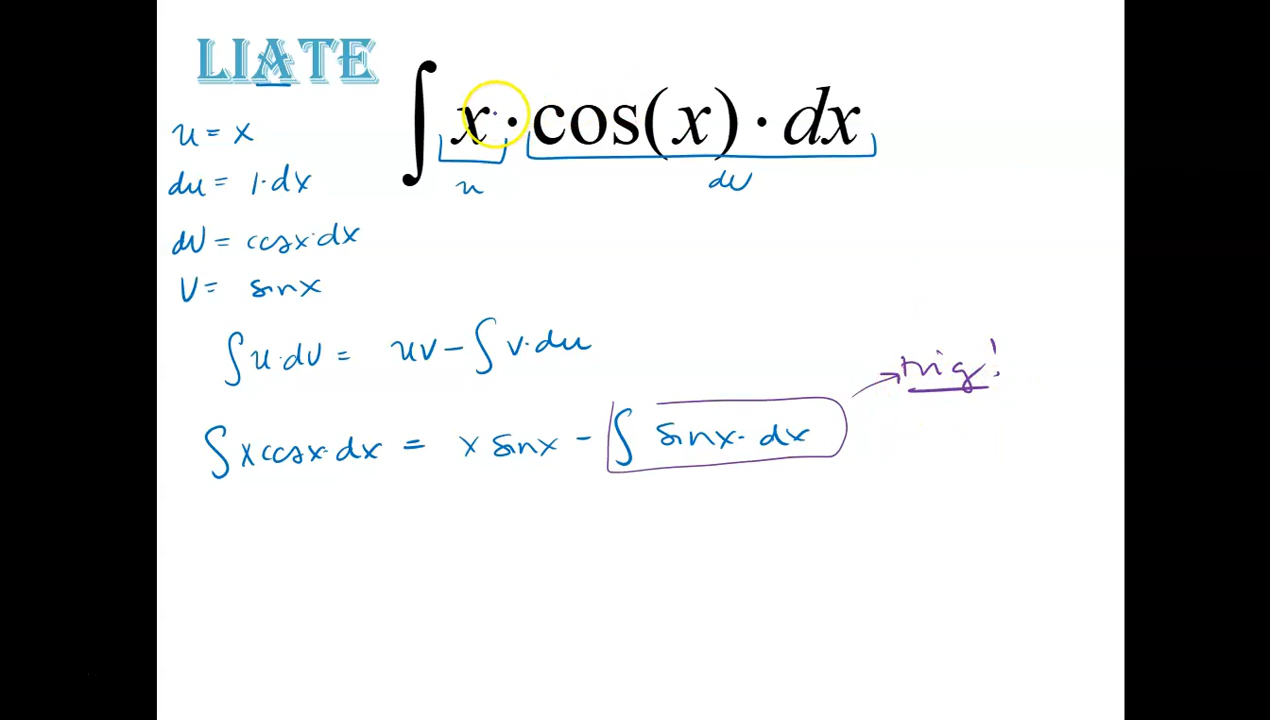 LIATE
∫ x · cos(x) · dx
u
dv
u = x
du = 1·dx
dv = cosx·dx
v = sinx
∫u·dv = uv - ∫v·du
trig!
∫xcosx·dx = x sinx - ∫ sinx· dx